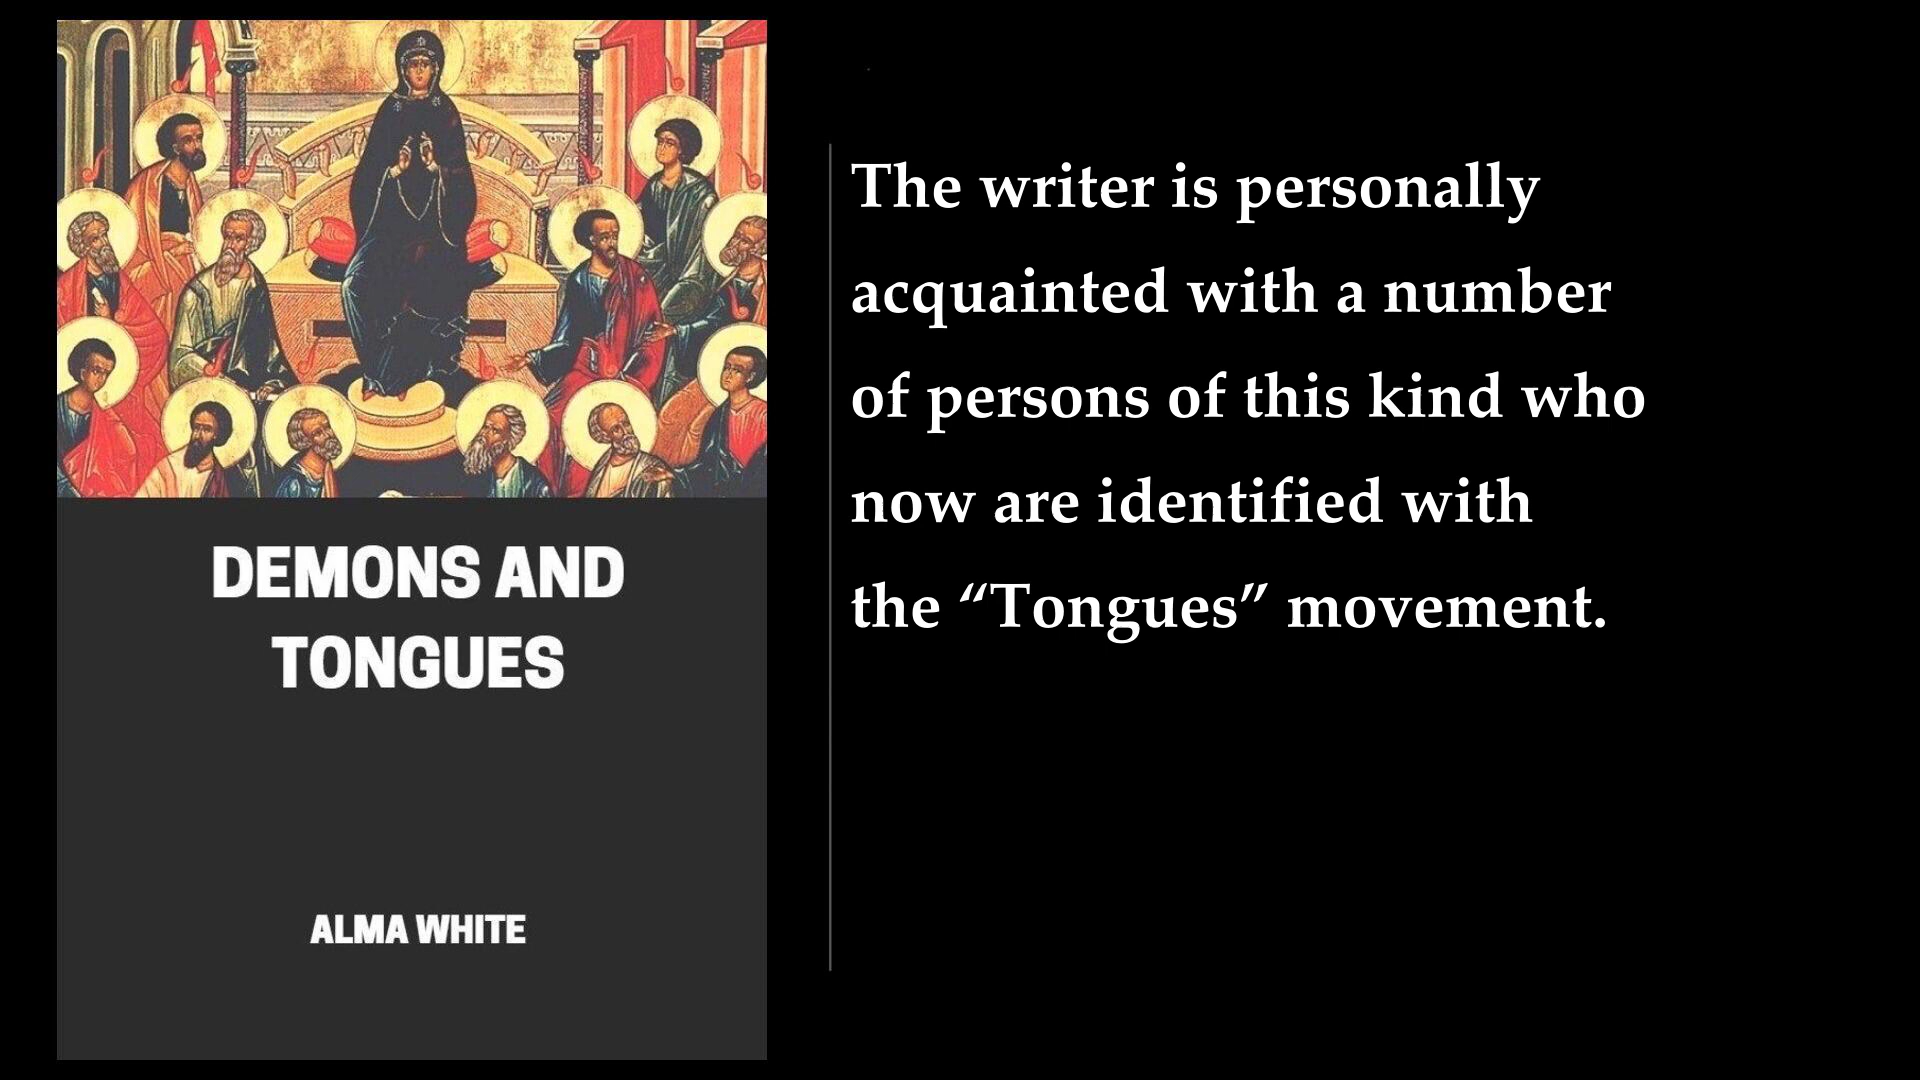 DEMONS AND
TONGUES
ALMA WHITE
The writer is personally
acquainted with a number
of persons of this kind who
now are identified with
the “Tongues” movement.